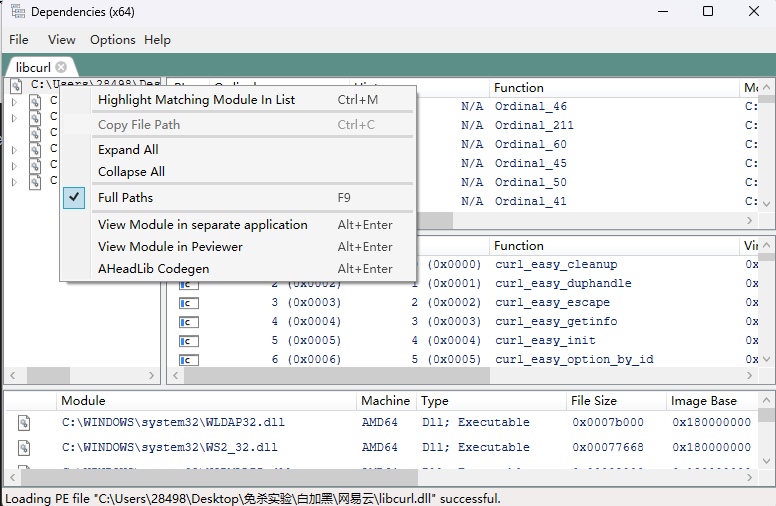 Dependencies (x64)
File View Options Help
libcurl
C:\Users\28498\Des
Highlight Matching Module In List Ctrl+M
Copy File Path Ctrl+C
Expand All
Collapse All
Full Paths F9
View Module in separate application Alt+Enter
View Module in Peviewer Alt+Enter
AHeadLib Codegen Alt+Enter
C
C
C
C
C
C
Function
N/A Ordinal_46 C:
N/A Ordinal_211 C:
N/A Ordinal_60 C:
N/A Ordinal_45 C:
N/A Ordinal_50 C:
N/A Ordinal_41 C:
Function Vir
(0x0000) curl_easy_cleanup 0x
2 (0x0002) 1 (0x0001) curl_easy_duphandle 0x
3 (0x0003) 2 (0x0002) curl_easy_escape 0x
4 (0x0004) 3 (0x0003) curl_easy_getinfo 0x
5 (0x0005) 4 (0x0004) curl_easy_init 0x
6 (0x0006) 5 (0x0005) curl_easy_option_by_id 0x
Module Machine Type File Size Image Base
C:\WINDOWS\system32\WLDAP32.dll AMD64 Dll; Executable 0x0007b000 0x180000000
C:\WINDOWS\system32\WS2_32.dll AMD64 Dll; Executable 0x00077668 0x180000000
Loading PE file "C:\Users\28498\Desktop\免杀实验\白加黑\网易云\libcurl.dll" successful.